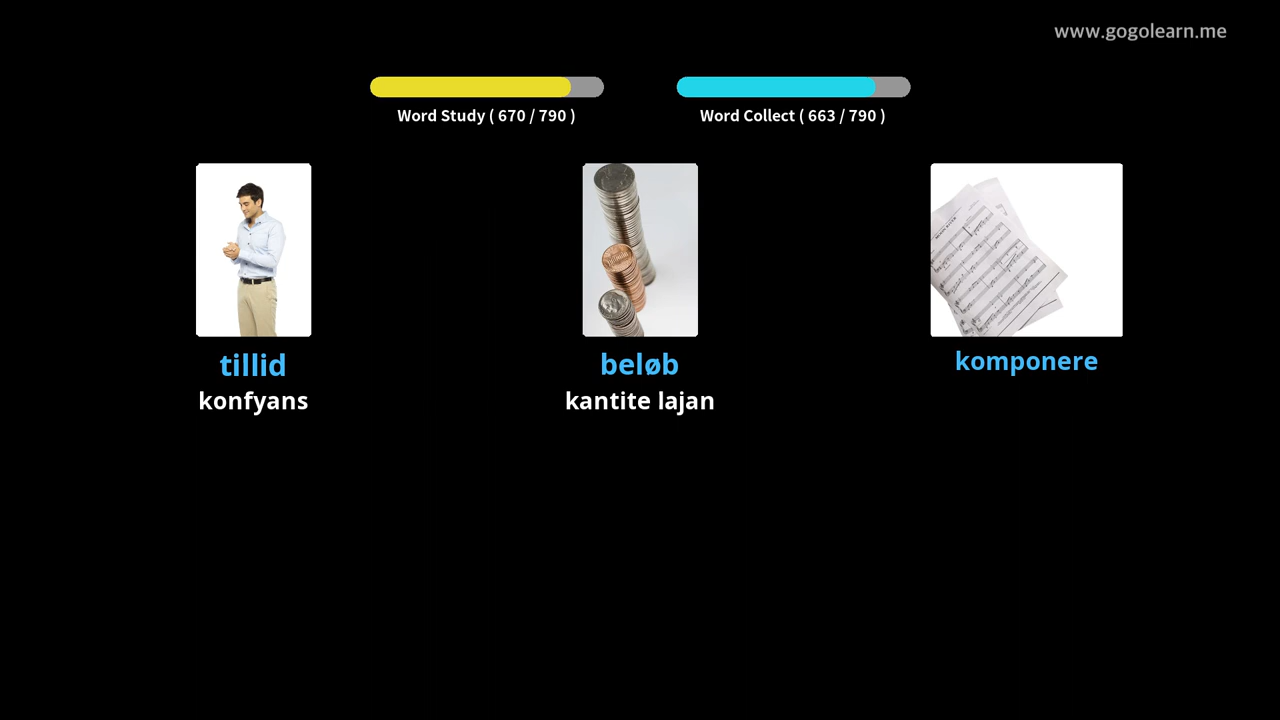 www.gogolearn.me
Word Study ( 670 / 790 )
Word Collect ( 663 / 790 )
tillid
beløb
komponere
konfyans
kantite lajan